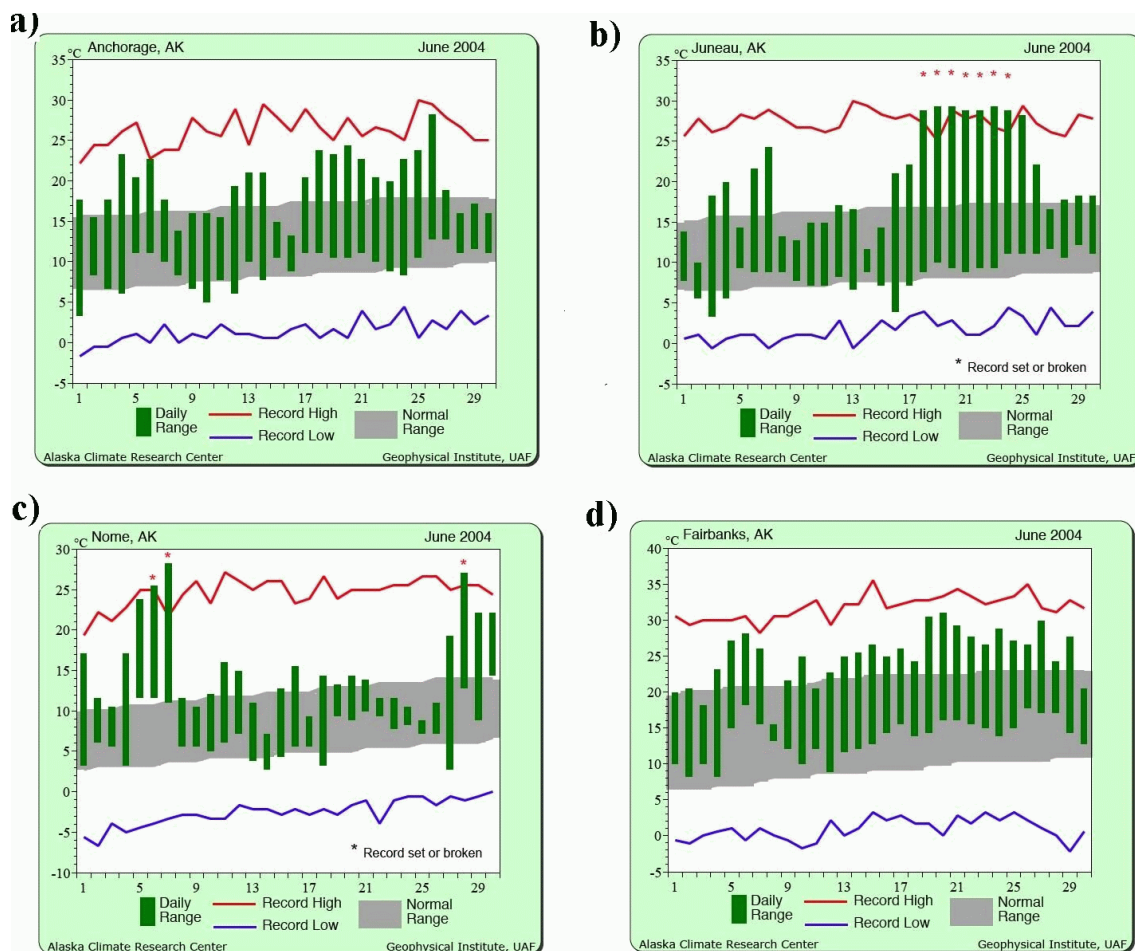 a)
°C Anchorage, AK June 2004
35
30
25
20
15
10
5
0
-5
1 5 9 13 17 21 25 29
Daily Range Record High Normal Range
Record Low
Alaska Climate Research Center Geophysical Institute, UAF
b)
°C Juneau, AK June 2004
35
* * * * * * *
30
25
20
15
10
5
0
* Record set or broken
-5
1 5 9 13 17 21 25 29
Daily Range Record High Normal Range
Record Low
Alaska Climate Research Center Geophysical Institute, UAF
c)
°C Nome, AK June 2004
30
* * *
25
20
15
10
5
0
-5
* Record set or broken
-10
1 5 9 13 17 21 25 29
Daily Range Record High Normal Range
Record Low
Alaska Climate Research Center Geophysical Institute, UAF
d)
°C Fairbanks, AK June 2004
40
35
30
25
20
15
10
5
0
-5
1 5 9 13 17 21 25 29
Daily Range Record High Normal Range
Record Low
Alaska Climate Research Center Geophysical Institute, UAF